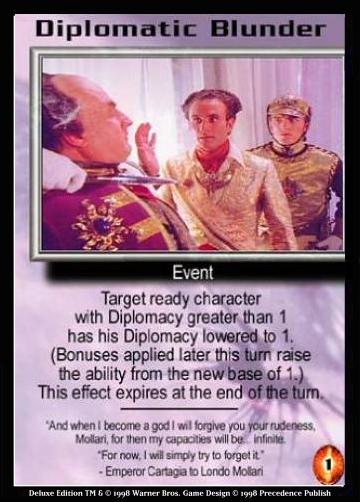 Diplomatic Blunder
Event
Target ready character
with Diplomacy greater than 1
has his Diplomacy lowered to 1.
(Bonuses applied later this turn raise
the ability from the new base of 1.)
This effect expires at the end of the turn.
"And when I become a god I will forgive you your rudeness,
Mollari, for then my capacities will be... infinite.
"For now, I will simply try to forget it."
- Emperor Cartagia to Londo Mollari
1
Deluxe Edition TM & © 1998 Warner Bros. Game Design © 1998 Precedence Publish